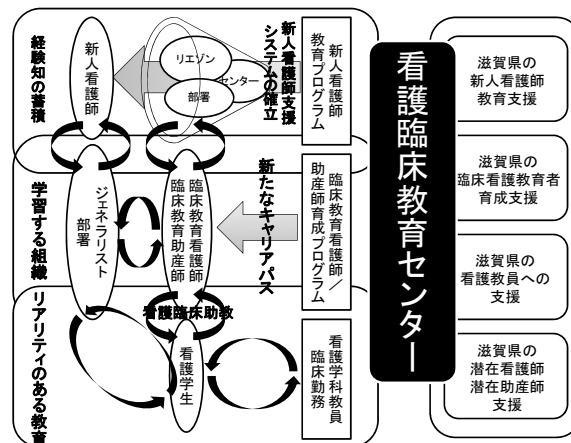 経験知の蓄積
新人看護師
リエゾン
センター
部署
新人看護師支援
システムの確立
新人看護師
教育プログラム
学習する組織
ジェネラリスト
部署
臨床教育看護師
臨床教育助産師
新たなキャリアパス
臨床教育看護師／
助産師育成プログラム
リアリティのある教育
看護臨床助教
看護学生
看護学科教員
臨床勤務
看護臨床教育センター
滋賀県の
新人看護師
教育支援
滋賀県の
臨床看護教育者
育成支援
滋賀県の
看護教員への
支援
滋賀県の
潜在看護師
潜在助産師
支援